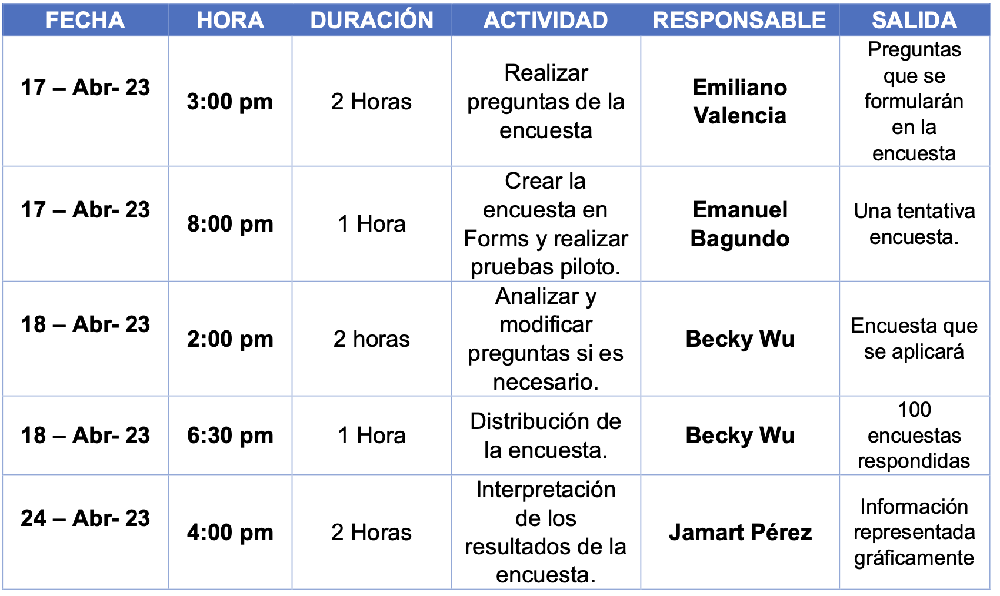 FECHA HORA DURACIÓN ACTIVIDAD RESPONSABLE SALIDA
17 – Abr- 23
3:00 pm
2 Horas
Realizar
preguntas de la
encuesta
Emiliano
Valencia
Preguntas
que se
formularán
en la
encuesta
17 – Abr- 23
8:00 pm
1 Hora
Crear la
encuesta en
Forms y realizar
pruebas piloto.
Emanuel
Bagundo
Una tentativa
encuesta.
18 – Abr- 23
2:00 pm
2 horas
Analizar y
modificar
preguntas si es
necesario.
Becky Wu
Encuesta que
se aplicará
18 – Abr- 23
6:30 pm
1 Hora
Distribución de
la encuesta.
Becky Wu
100
encuestas
respondidas
24 – Abr- 23
4:00 pm
2 Horas
Interpretación
de los
resultados de la
encuesta.
Jamart Pérez
Información
representada
gráficamente